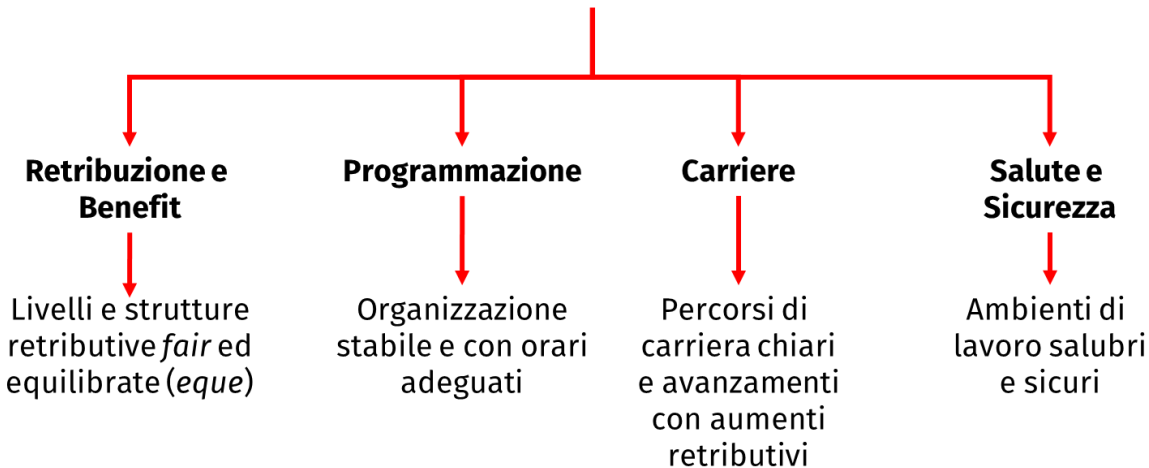 Retribuzione e
Benefit
Programmazione
Carriere
Salute e
Sicurezza
Livelli e strutture
retributive fair ed
equilibrate (eque)
Organizzazione
stabile e con orari
adeguati
Percorsi di
carriera chiari
e avanzamenti
con aumenti
retributivi
Ambienti di
lavoro salubri
e sicuri